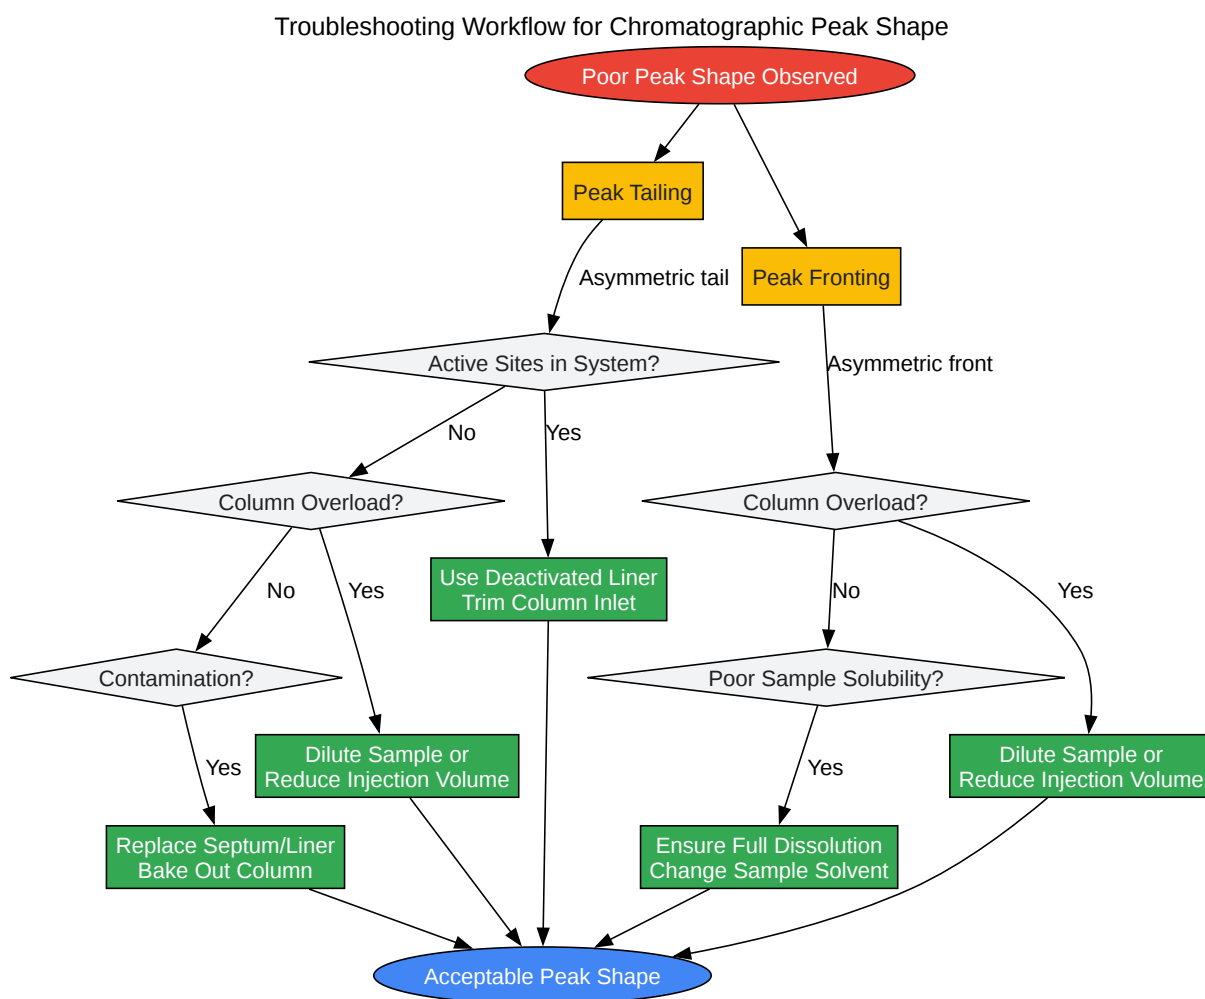 Troubleshooting Workflow for Chromatographic Peak Shape
Poor Peak Shape Observed
Peak Tailing
Asymmetric tail
Peak Fronting
Active Sites in System?
Asymmetric front
No
Yes
Column Overload?
Column Overload?
No
Yes
Use Deactivated Liner
Trim Column Inlet
No
Yes
Contamination?
Poor Sample Solubility?
Yes
Dilute Sample or
Reduce Injection Volume
Yes
Dilute Sample or
Reduce Injection Volume
Replace Septum/Liner
Bake Out Column
Ensure Full Dissolution
Change Sample Solvent
Acceptable Peak Shape